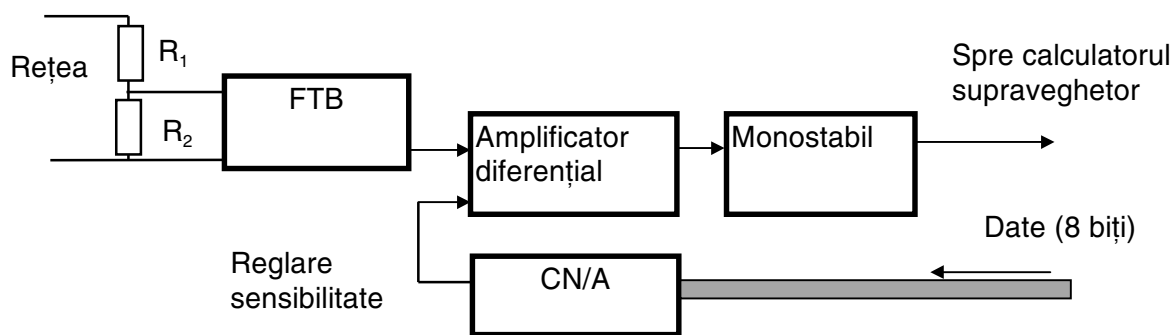 Rețea
R1
R2
FTB
Amplificator
diferențial
Monostabil
Spre calculatorul
supraveghetor
Date (8 biți)
Reglare
sensibilitate
CN/A